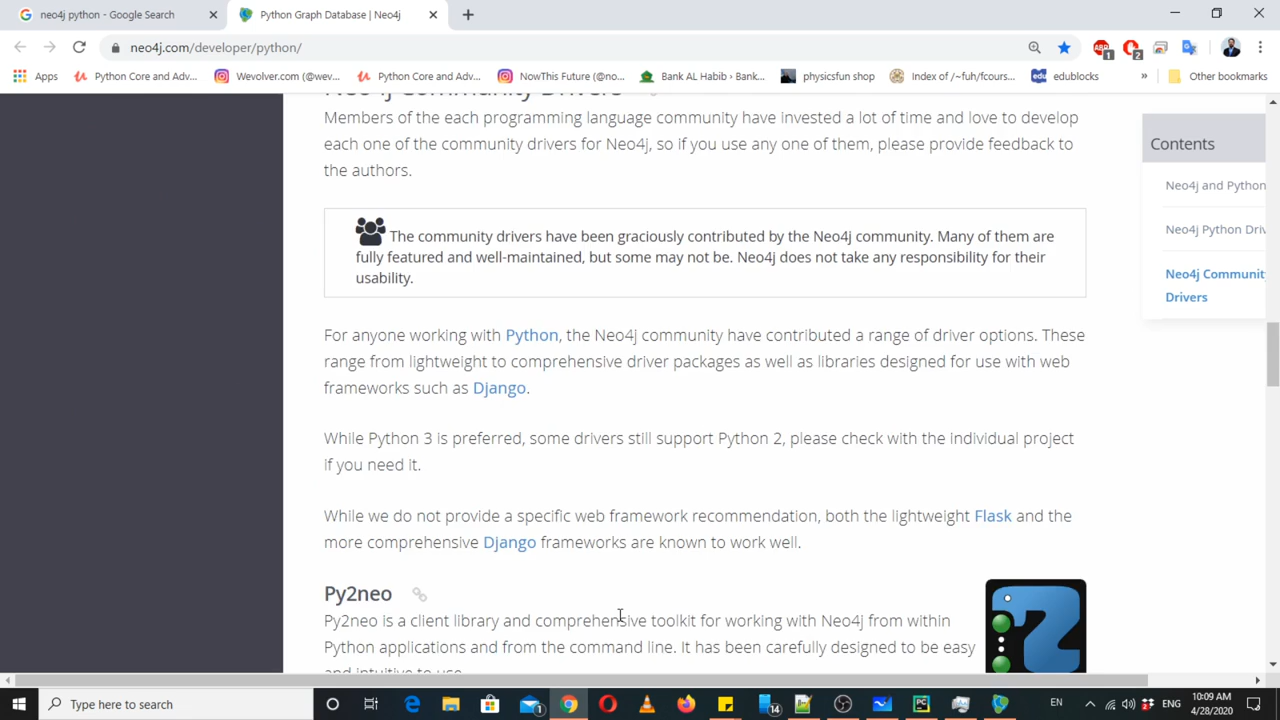 neo4j python - Google Search
Python Graph Database | Neo4j
neo4j.com/developer/python/
Apps
Python Core and Adv...
Wevolver.com (@wev...
Python Core and Adv...
NowThis Future (@no...
Bank AL Habib › Bank...
physicsfun shop
Index of /~fuh/fcours...
edu
edublocks
»
Other bookmarks
Neo4j Community Drivers
Members of the each programming language community have invested a lot of time and love to develop
each one of the community drivers for Neo4j, so if you use any one of them, please provide feedback to
the authors.
The community drivers have been graciously contributed by the Neo4j community. Many of them are
fully featured and well-maintained, but some may not be. Neo4j does not take any responsibility for their
usability.
For anyone working with Python, the Neo4j community have contributed a range of driver options. These
range from lightweight to comprehensive driver packages as well as libraries designed for use with web
frameworks such as Django.
While Python 3 is preferred, some drivers still support Python 2, please check with the individual project
if you need it.
While we do not provide a specific web framework recommendation, both the lightweight Flask and the
more comprehensive Django frameworks are known to work well.
Py2neo
Py2neo is a client library and comprehensive toolkit for working with Neo4j from within
Python applications and from the command line. It has been carefully designed to be easy
and intuitive to use.
Contents
Neo4j and Python
Neo4j Python Driv
Neo4j Communit
Drivers
Type here to search
EN
ENG
10:09 AM
4/28/2020